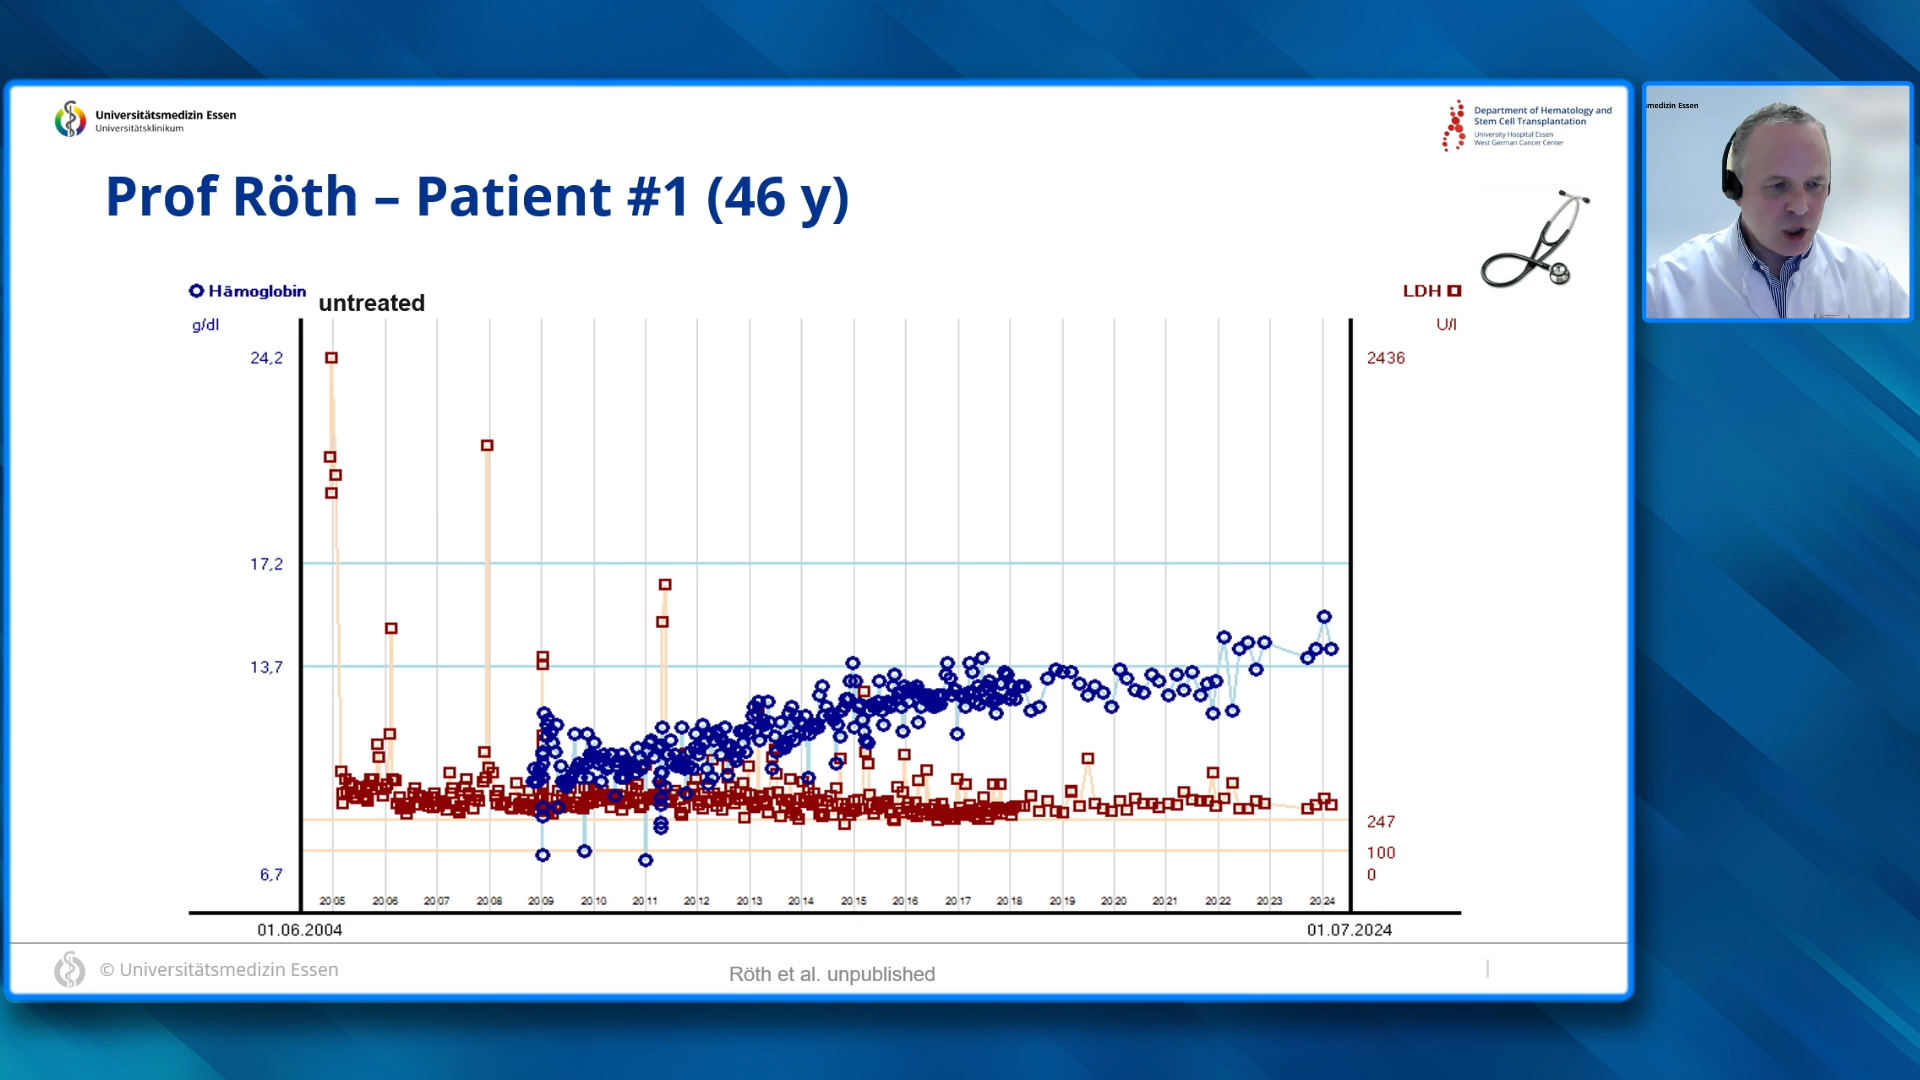 Universitätsmedizin Essen
Universitätsklinikum
Department of Hematology and
Stem Cell Transplantation
University Hospital Essen
West German Cancer Center
smedizin Essen
Prof Röth – Patient #1 (46 y)
Hämoglobin
untreated
LDH
g/dl
U/l
24,2
2436
17,2
13,7
247
100
6,7
0
2005 2006 2007 2008 2009 2010 2011 2012 2013 2014 2015 2016 2017 2018 2019 2020 2021 2022 2023 2024
01.06.2004
01.07.2024
© Universitätsmedizin Essen
Röth et al. unpublished